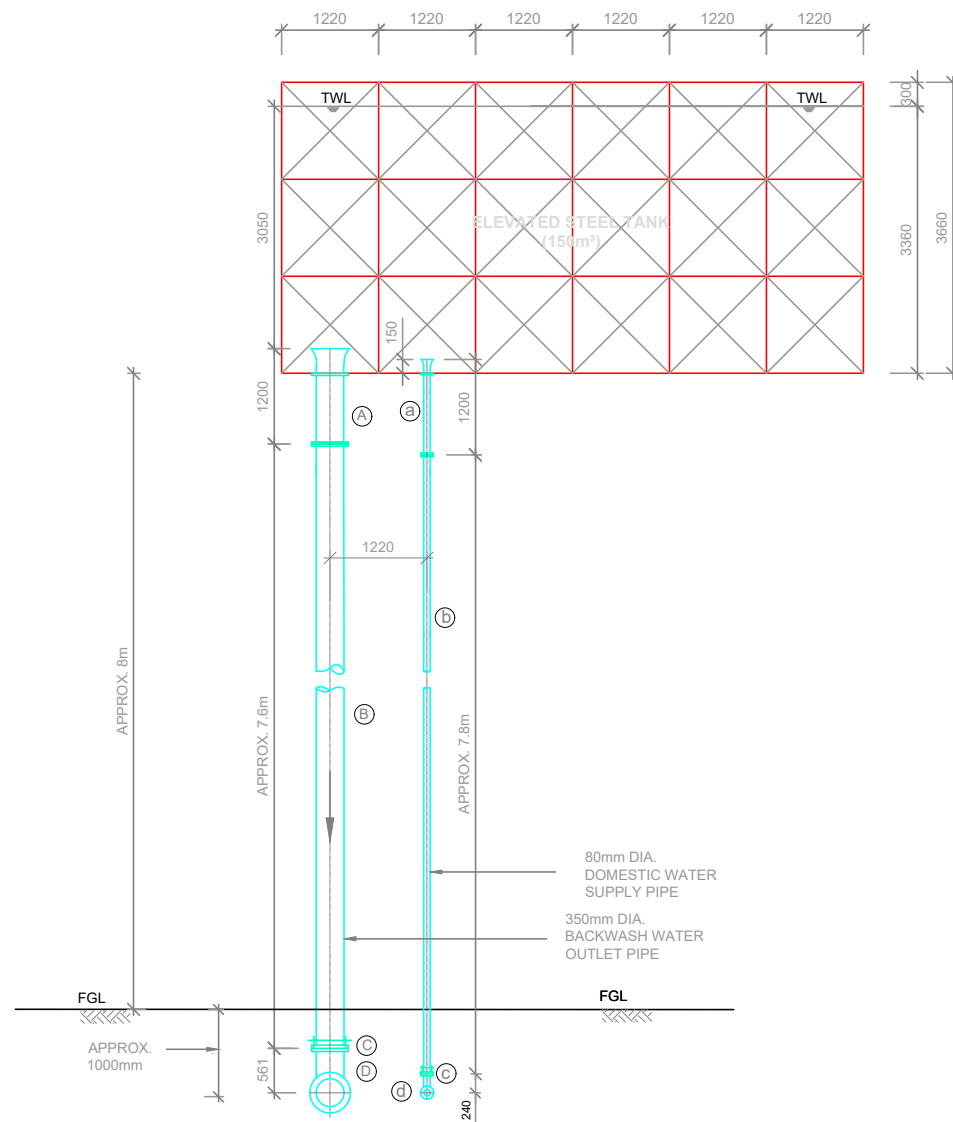 1220 1220 1220 1220 1220 1220
TWL
TWL
300
3050
3360
3660
ELEVATED STEEL TANK
(150m³)
150
1200
A
a
1200
1220
b
APPROX. 8m
B
APPROX. 7.6m
APPROX. 7.8m
80mm DIA.
DOMESTIC WATER
SUPPLY PIPE
350mm DIA.
BACKWASH WATER
OUTLET PIPE
FGL
FGL
APPROX.
1000mm
C
D
c
d
561
240